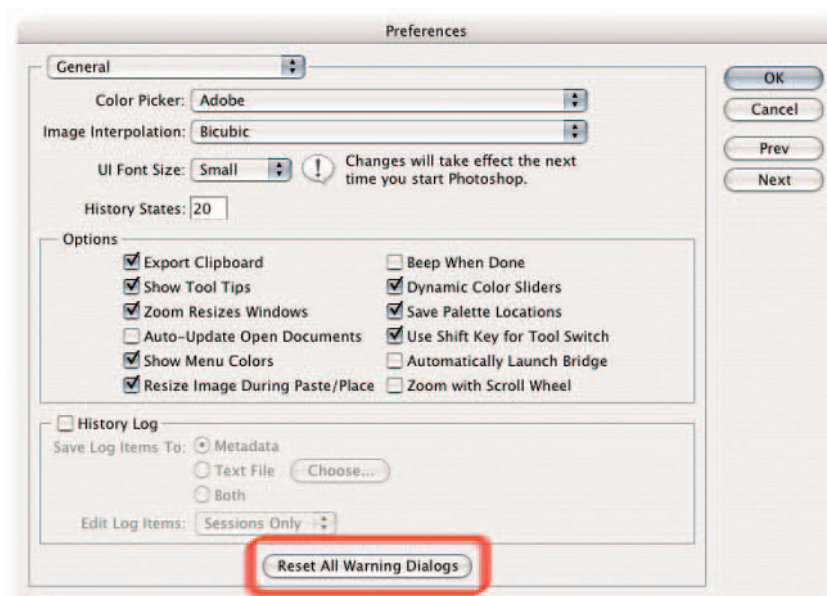 Preferences
General
OK
Color Picker: Adobe
Cancel
Image Interpolation: Bicubic
Prev
UI Font Size: Small ! Changes will take effect the next
time you start Photoshop.
Next
History States: 20
Options
Export Clipboard
Beep When Done
Show Tool Tips
Dynamic Color Sliders
Zoom Resizes Windows
Save Palette Locations
Auto-Update Open Documents
Use Shift Key for Tool Switch
Show Menu Colors
Automatically Launch Bridge
Resize Image During Paste/Place
Zoom with Scroll Wheel
History Log
Save Log Items To: Metadata
Text File Choose...
Both
Edit Log Items: Sessions Only
Reset All Warning Dialogs